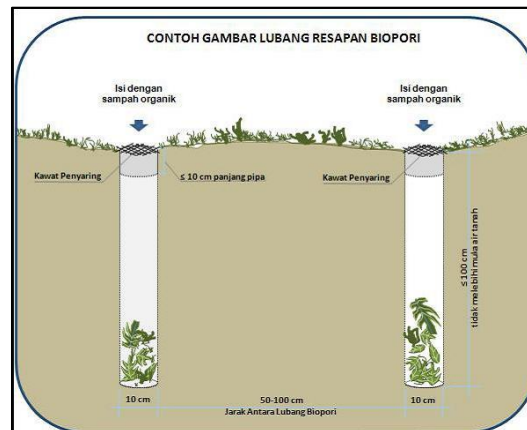 CONTOH GAMBAR LUBANG RESAPAN BIOPORI
Isi dengan
sampah organik
Isi dengan
sampah organik
Kawat Penyaring
≤ 10 cm panjang pipa
Kawat Penyaring
≤ 100 cm
tidak melebihi muka air tanah
10 cm
50-100 cm
10 cm
Jarak Antara Lubang Biopori